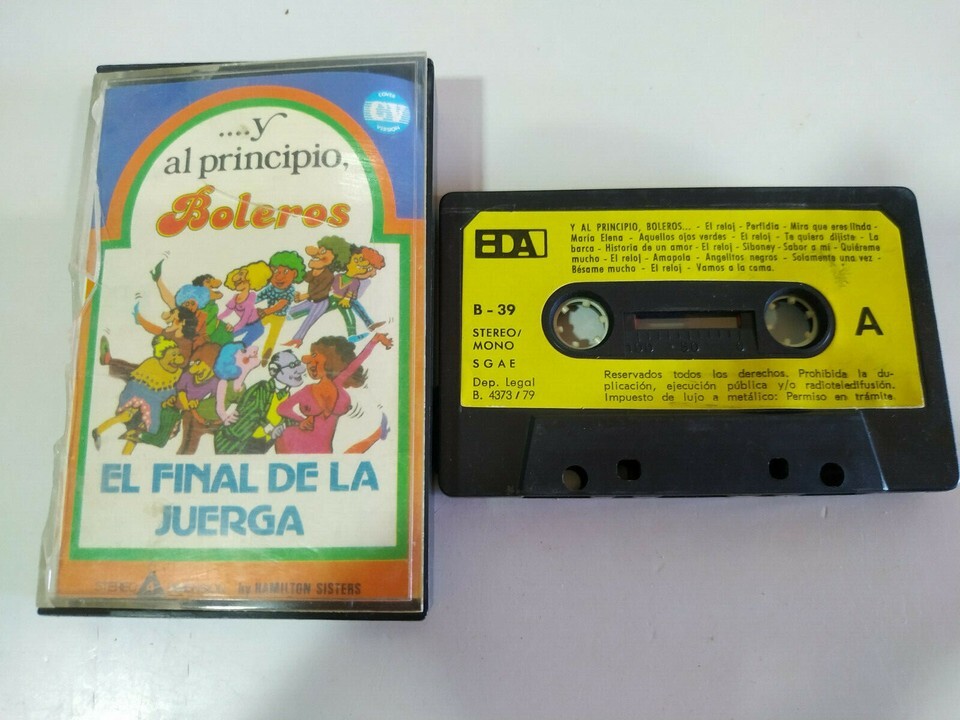 ....y
al principio,
Boleros
EL FINAL DE LA
JUERGA
STEREO
by HAMILTON SISTERS
EDA
Y AL PRINCIPIO, BOLEROS... - El reloj - Perfidia - Mira que eres linda -
María Elena - Aquellos ojos verdes - El reloj - Te quiero dijiste - La
barca - Historia de un amor - El reloj - Siboney - Sabor a mí - Quiéreme
mucho - El reloj - Amapola - Angelitos negros - Solamente una vez -
Bésame mucho - El reloj - Vamos a la cama.
B - 39
STEREO/
MONO
S G A E
Dep. Legal
B. 4373/79
A
Reservados todos los derechos. Prohibida la du-
plicación, ejecución pública y/o radioteledifusión.
Impuesto de lujo a metálico: Permiso en trámite.